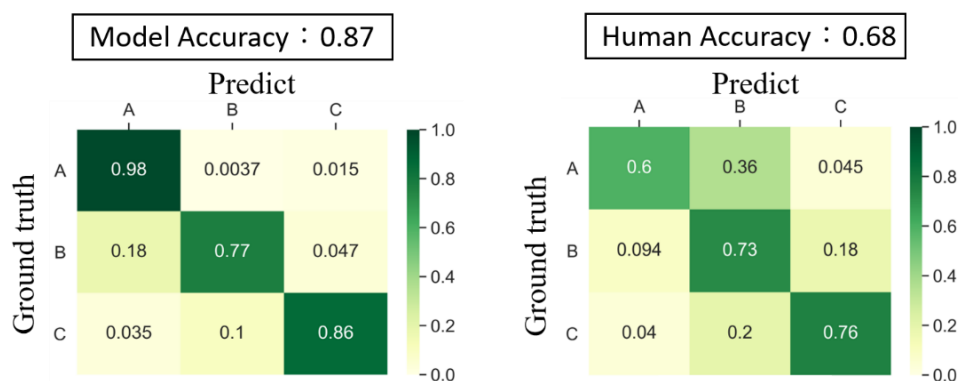 Model Accuracy：0.87
Predict
A B C
Ground truth
A 0.98 0.0037 0.015
B 0.18 0.77 0.047
C 0.035 0.1 0.86
1.0
0.8
0.6
0.4
0.2
0.0
Human Accuracy：0.68
Predict
A B C
Ground truth
A 0.6 0.36 0.045
B 0.094 0.73 0.18
C 0.04 0.2 0.76
1.0
0.8
0.6
0.4
0.2
0.0